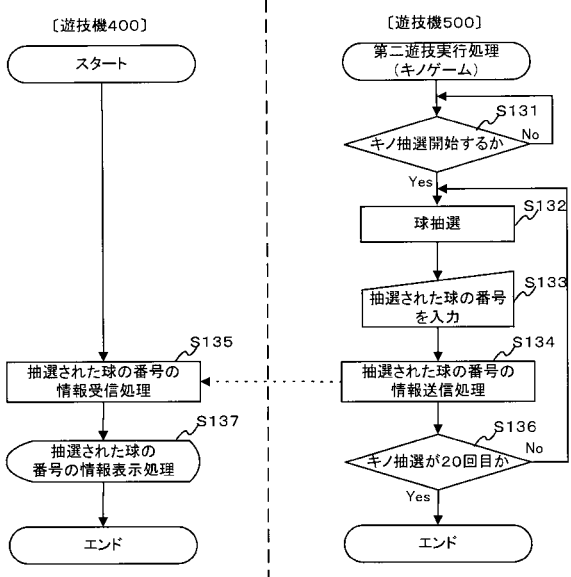 〔遊技機400〕
スタート
S135
抽選された球の番号の
情報受信処理
S137
抽選された球の
番号の情報表示処理
エンド
〔遊技機500〕
第二遊技実行処理
(キノゲーム)
S131
キノ抽選開始するか
No
Yes
S132
球抽選
S133
抽選された球の番号
を入力
S134
抽選された球の番号の
情報送信処理
S136
キノ抽選が20回目か
No
Yes
エンド